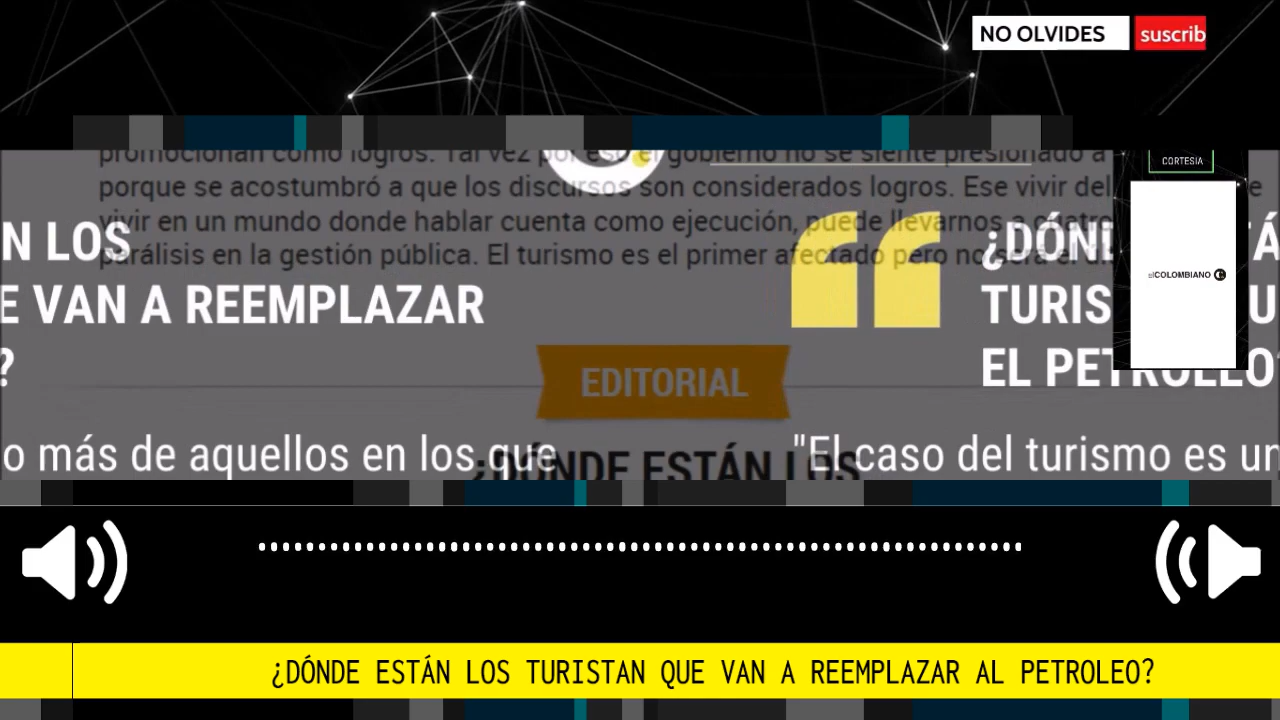 NO OLVIDES
suscrib
promocionan como logros. Tal vez por eso el gobierno no se siente presionado a
CORTESIA
porque se acostumbró a que los discursos son considerados logros. Ese vivir del
vivir en un mundo donde hablar cuenta como ejecución, puede llevarnos a cuatro
parálisis en la gestión pública. El turismo es el primer afectado pero no será el
N LOS
E VAN A REEMPLAZAR
?
¿DÓN
TURIS
EL PETROLEO
elCOLOMBIANO
EDITORIAL
o más de aquellos en los que
¿DÓNDE ESTÁN LOS
"El caso del turismo es un
¿DÓNDE ESTÁN LOS TURISTAN QUE VAN A REEMPLAZAR AL PETROLEO?